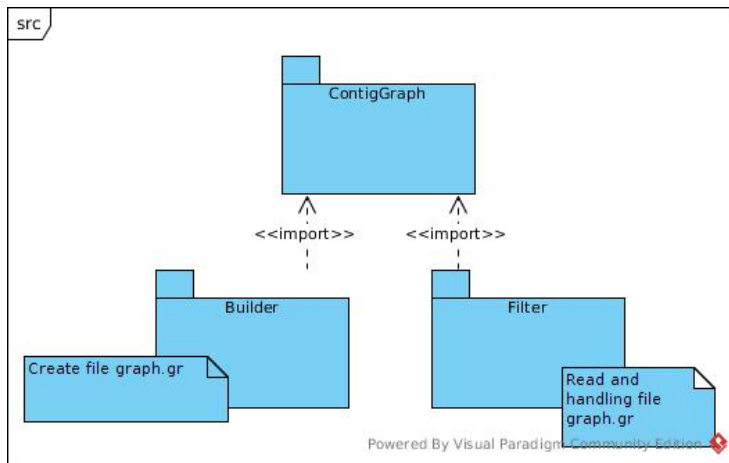 src
ContigGraph
<<import>>
<<import>>
Builder
Filter
Create file graph.gr
Read and
handling file
graph.gr
Powered By Visual Paradigm Community Edition